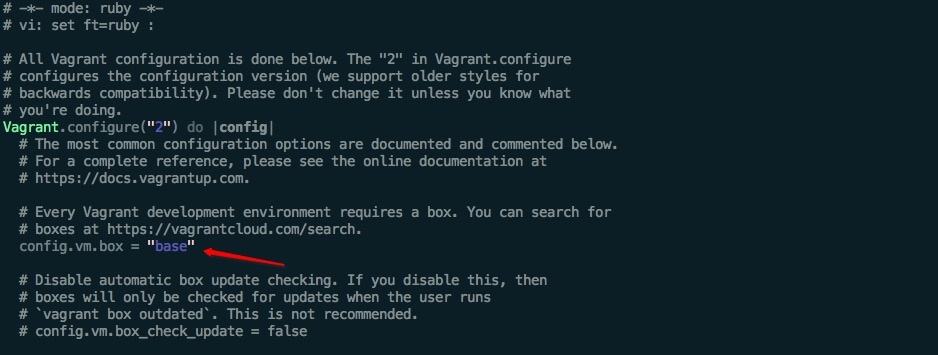 # -*- mode: ruby -*-
# vi: set ft=ruby :
# All Vagrant configuration is done below. The "2" in Vagrant.configure
# configures the configuration version (we support older styles for
# backwards compatibility). Please don't change it unless you know what
# you're doing.
Vagrant.configure("2") do |config|
  # The most common configuration options are documented and commented below.
  # For a complete reference, please see the online documentation at
  # https://docs.vagrantup.com.
  # Every Vagrant development environment requires a box. You can search for
  # boxes at https://vagrantcloud.com/search.
  config.vm.box = "base"
  # Disable automatic box update checking. If you disable this, then
  # boxes will only be checked for updates when the user runs
  # `vagrant box outdated`. This is not recommended.
  # config.vm.box_check_update = false